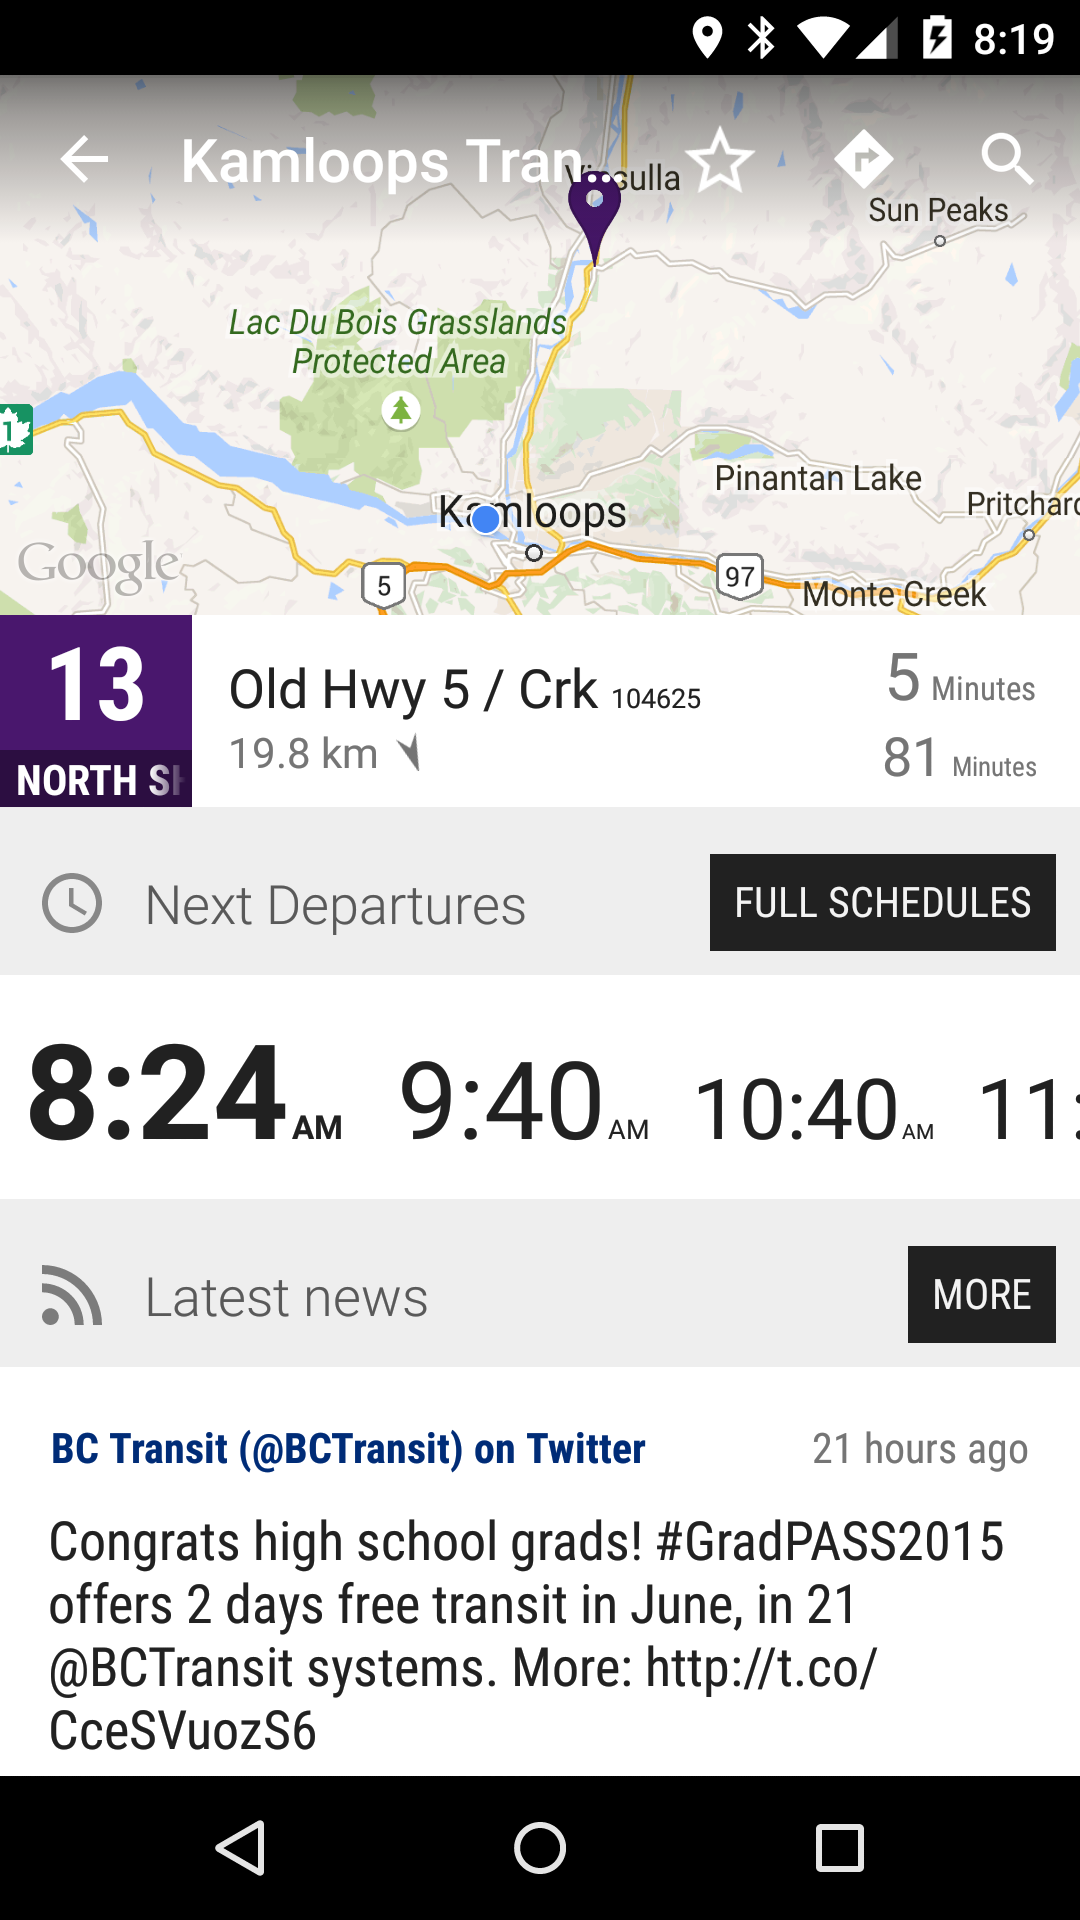 8:19
Kamloops Tran...
Sun Peaks
Lac Du Bois Grasslands
Protected Area
1
Pinantan Lake
Kamloops
Google
5
97
Monte Creek
13
NORTH
Old Hwy 5 / Crk 104625
5 Minutes
19.8 km
81 Minutes
Next Departures
FULL SCHEDULES
8:24 AM
9:40 AM
10:40 AM
11:
Latest news
MORE
BC Transit (@BCTransit) on Twitter
21 hours ago
Congrats high school grads! #GradPASS2015
offers 2 days free transit in June, in 21
@BCTransit systems. More: http://t.co/
CceSVuozS6